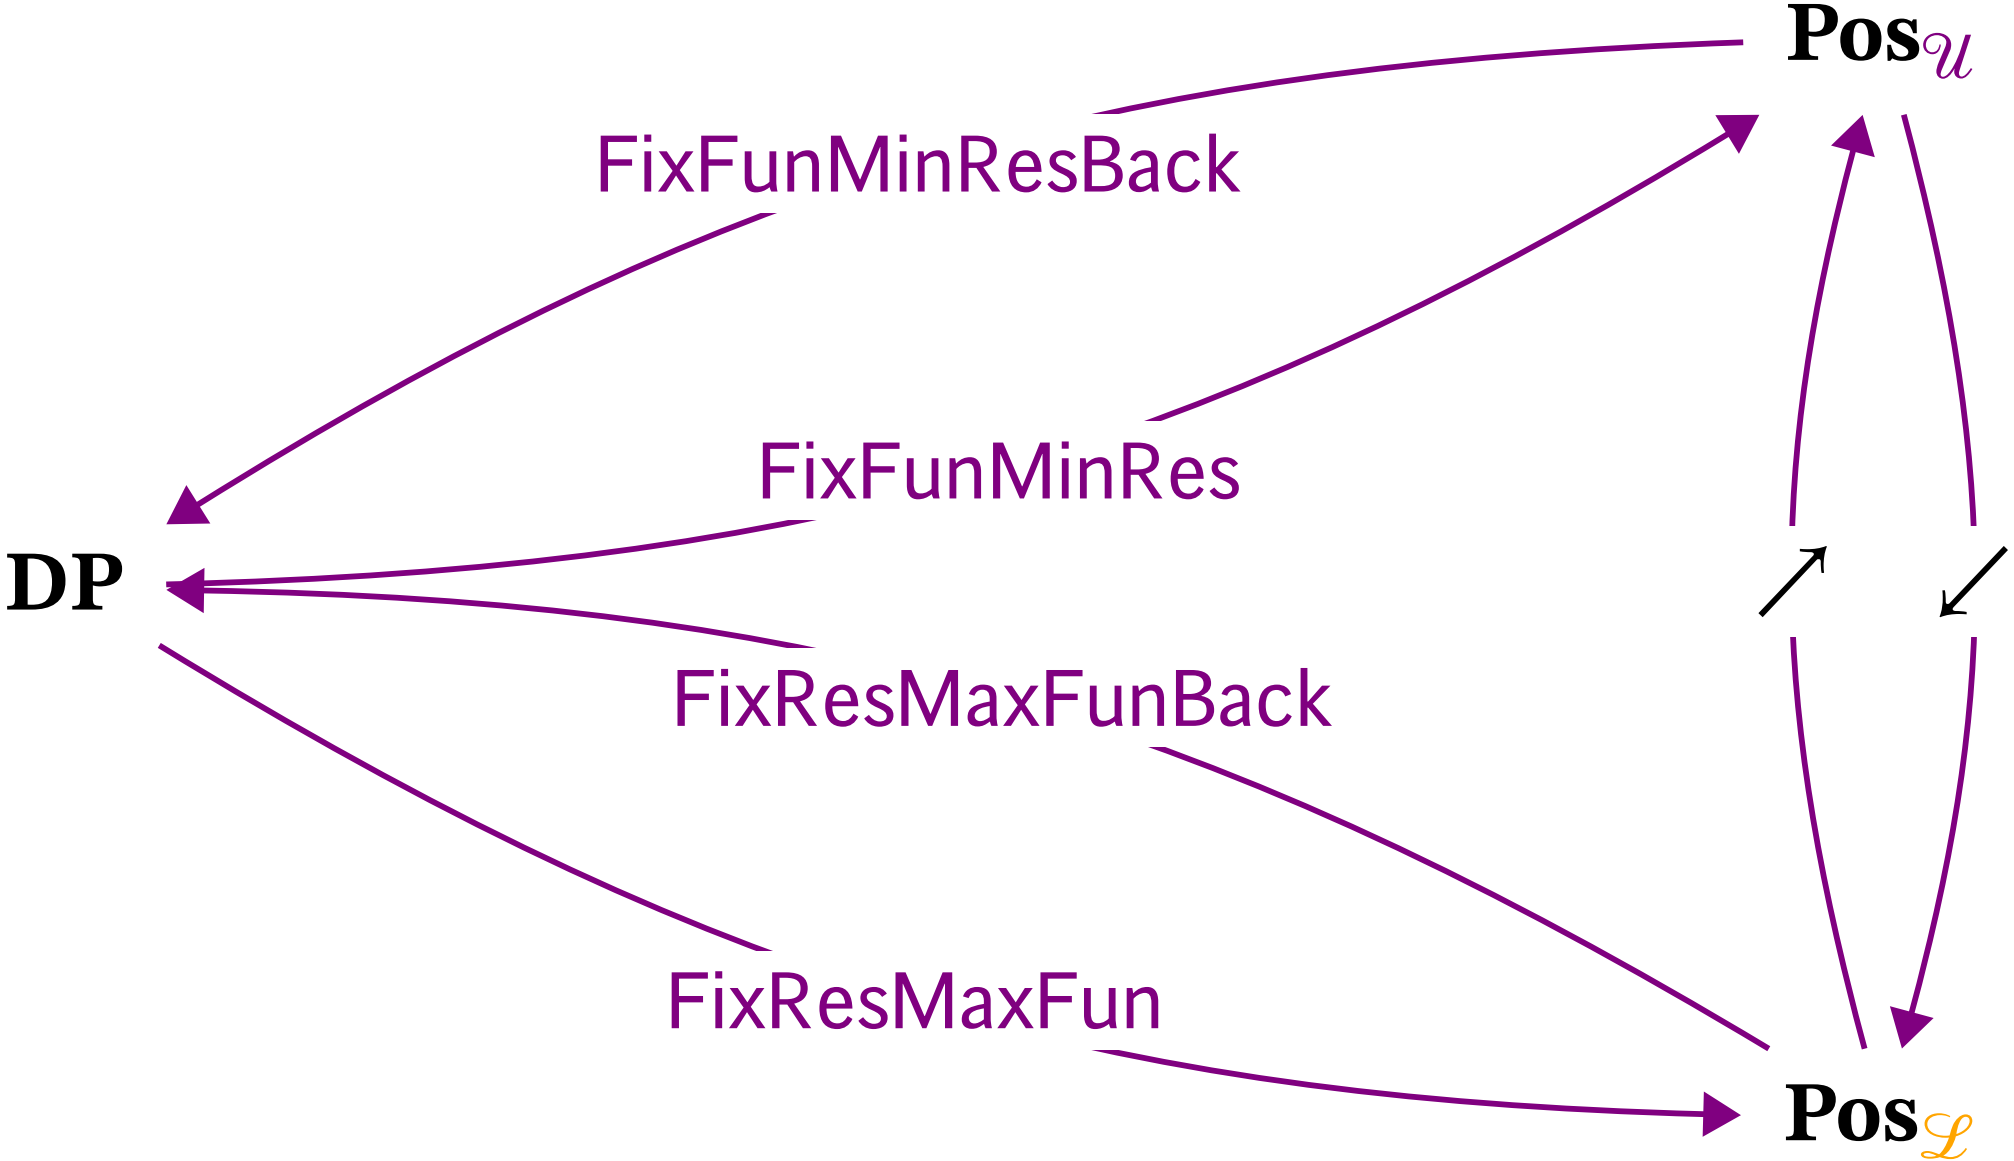 Pos𝒰
FixFunMinResBack
FixFunMinRes
DP
↗ ↙
FixResMaxFunBack
FixResMaxFun
Posℒ